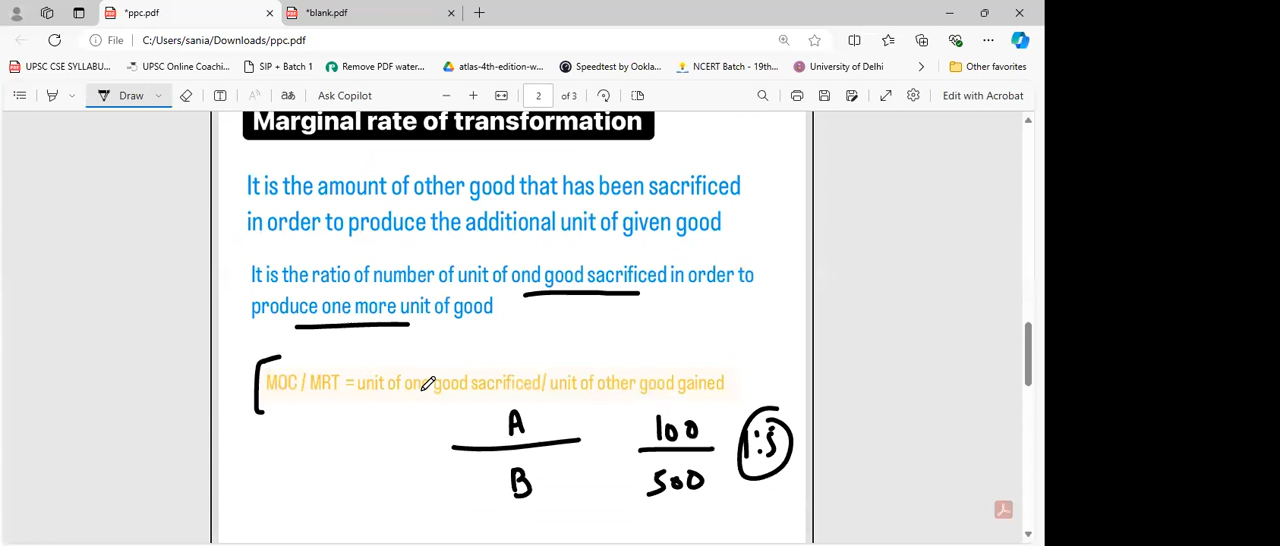 *ppc.pdf
*blank.pdf
File
C:/Users/sania/Downloads/ppc.pdf
UPSC CSE SYLLABU...
UPSC Online Coachi...
SIP + Batch 1
Remove PDF water...
atlas-4th-edition-w...
Speedtest by Ookla...
NCERT Batch - 19th...
University of Delhi
Other favorites
Draw
Ask Copilot
2
of 3
Edit with Acrobat
Marginal rate of transformation
It is the amount of other good that has been sacrificed
in order to produce the additional unit of given good
It is the ratio of number of unit of ond good sacrificed in order to
produce one more unit of good
MOC / MRT = unit of one good sacrificed/ unit of other good gained
A
B
100
500
1:5